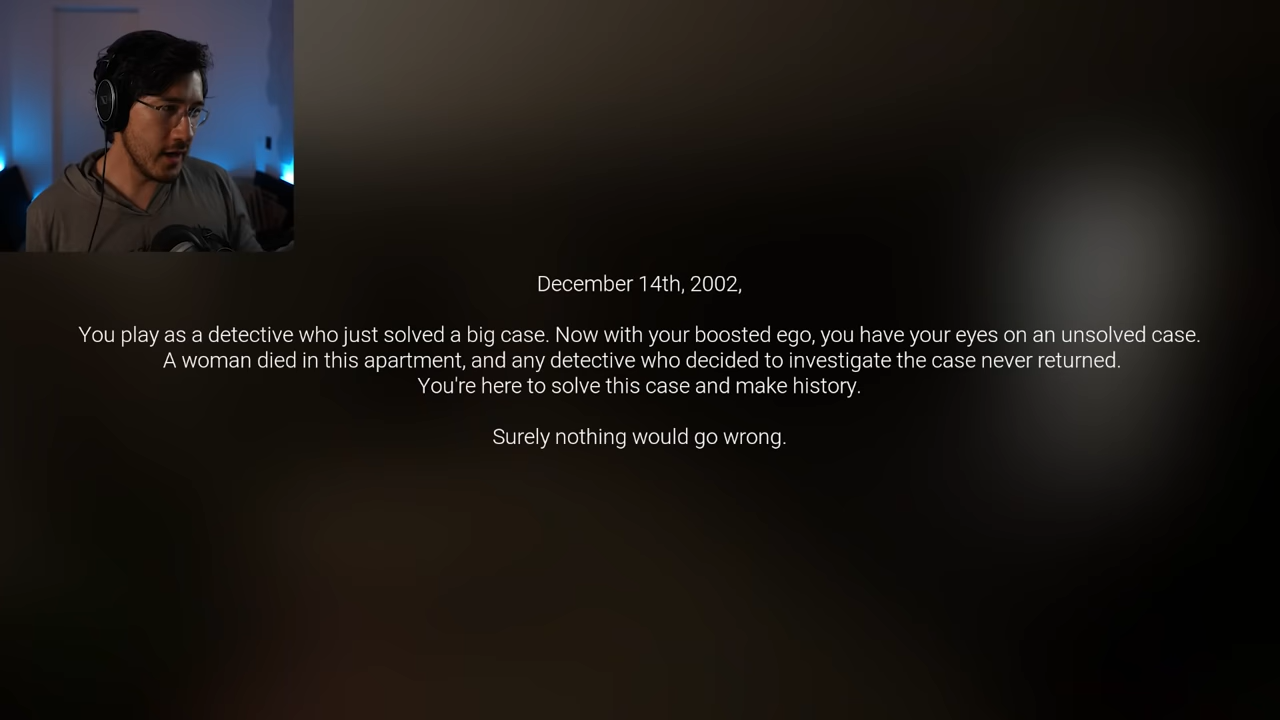 December 14th, 2002,
You play as a detective who just solved a big case. Now with your boosted ego, you have your eyes on an unsolved case.
A woman died in this apartment, and any detective who decided to investigate the case never returned.
You're here to solve this case and make history.
Surely nothing would go wrong.